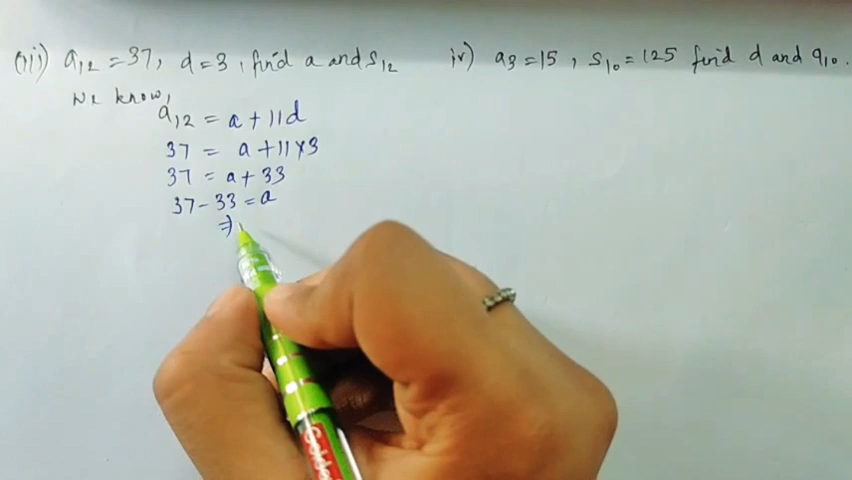 (iii) a12 = 37, d = 3, find a and S12
We know,
a12 = a + 11d
37 = a + 11 × 3
37 = a + 33
37 - 33 = a
⇒
iv) a3 = 15, S10 = 125 find d and a10.